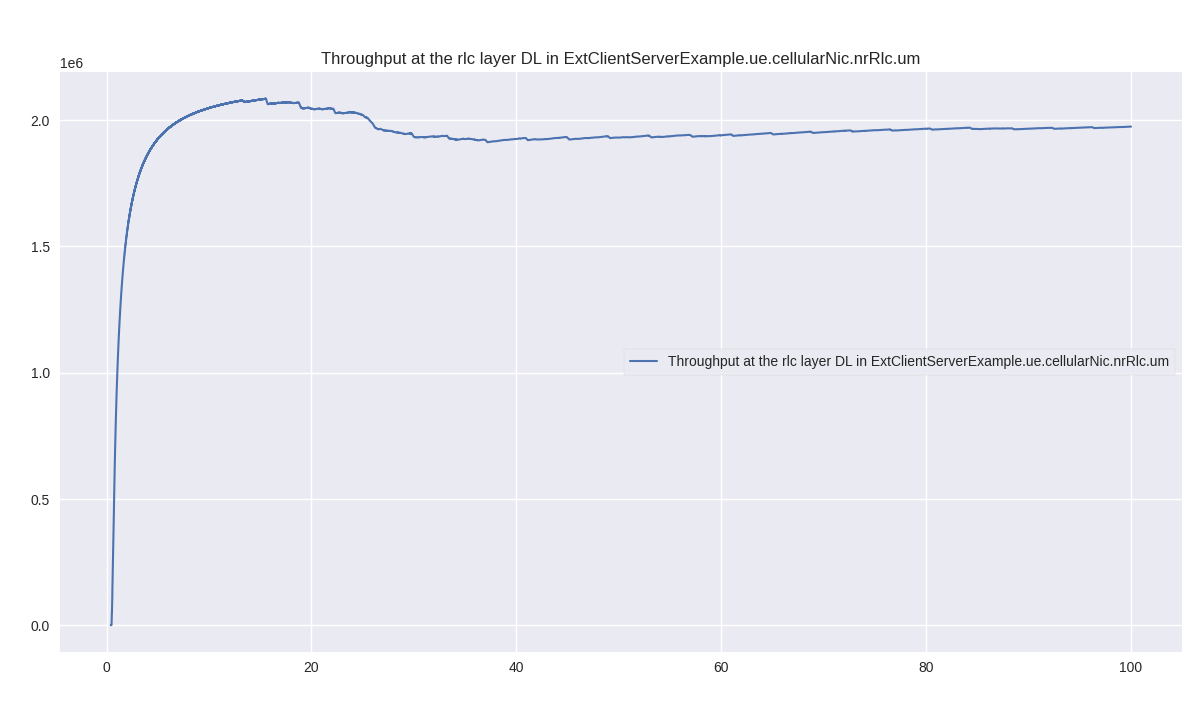 Throughput at the rlc layer DL in ExtClientServerExample.ue.cellularNic.nrRlc.um
1e6
2.0
1.5
1.0
0.5
0.0
Throughput at the rlc layer DL in ExtClientServerExample.ue.cellularNic.nrRlc.um
0 20 40 60 80 100